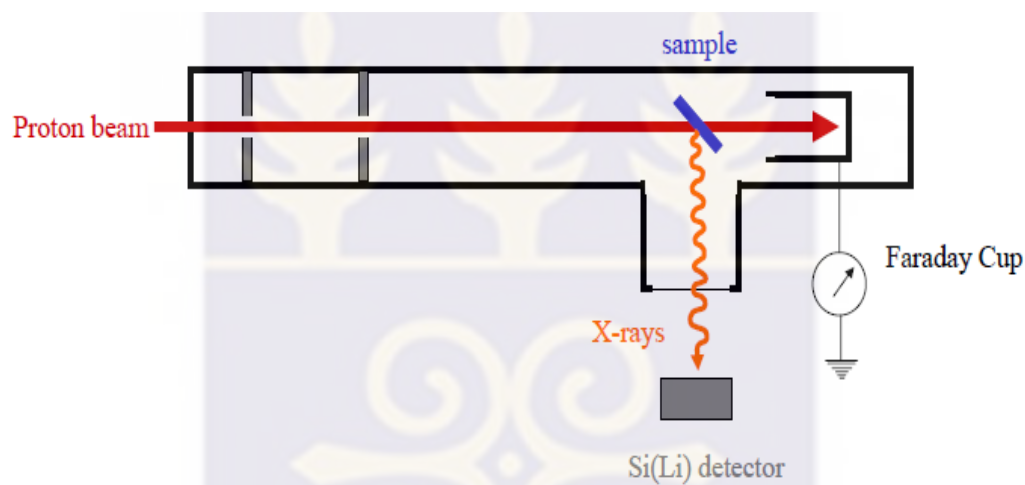 sample
Proton beam
Faraday Cup
X-rays
Si(Li) detector